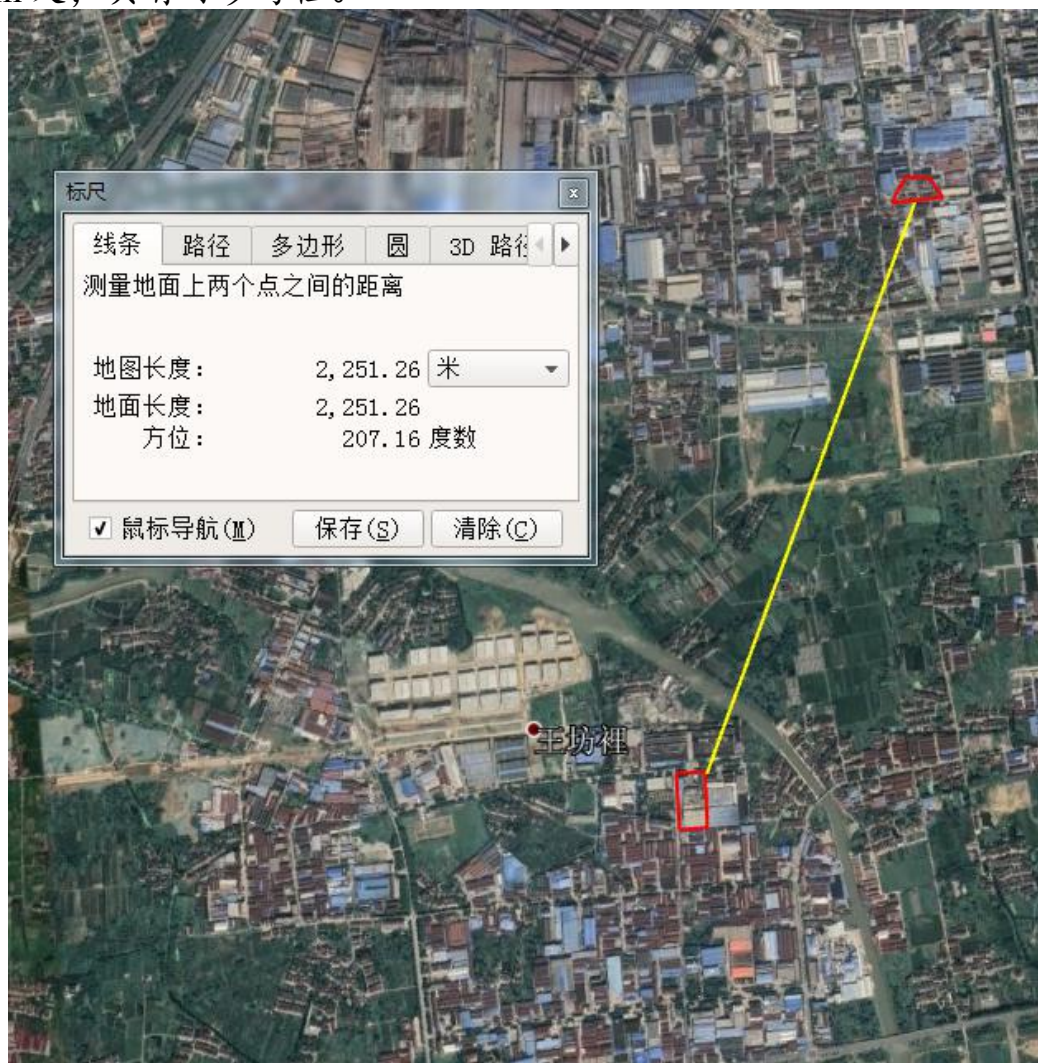 标尺
线条 路径 多边形 圆 3D 路径
测量地面上两个点之间的距离
地图长度： 2,251.26 米
地面长度： 2,251.26
方位： 207.16 度数
鼠标导航(M) 保存(S) 清除(C)
王坊裡